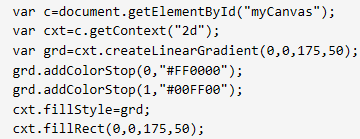 var c=document.getElementById("myCanvas");
var cxt=c.getContext("2d");
var grd=cxt.createLinearGradient(0,0,175,50);
grd.addColorStop(0,"#FF0000");
grd.addColorStop(1,"#00FF00");
cxt.fillStyle=grd;
cxt.fillRect(0,0,175,50);